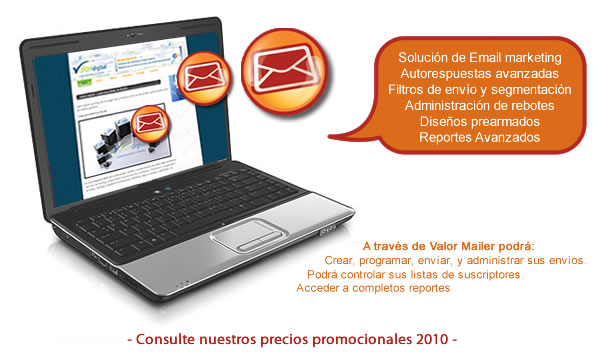 Solución de Email marketing
Autorespuestas avanzadas
Filtros de envío y segmentación
Administración de rebotes
Diseños prearmados
Reportes Avanzados
A través de Valor Mailer podrá:
Crear, programar, envíar, y administrar sus envíos.
Podrá controlar sus listas de suscriptores.
Acceder a completos reportes
- Consulte nuestros precios promocionales 2010 -